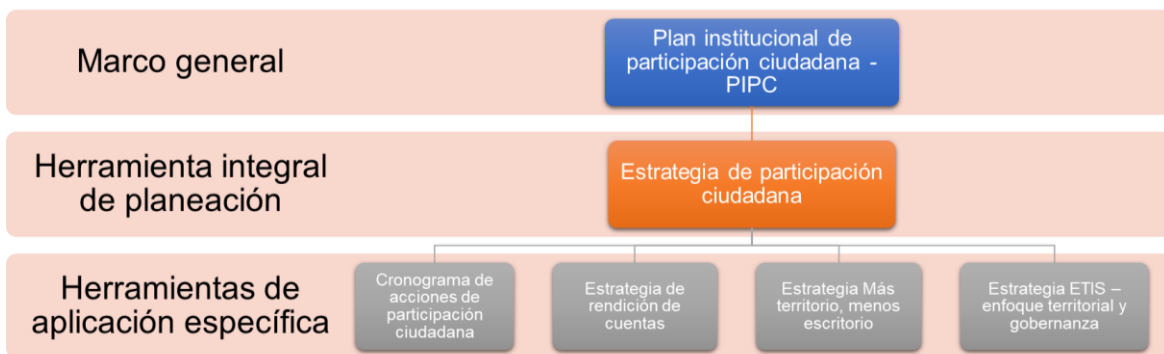 Marco general
Plan institucional de
participación ciudadana -
PIPC
Herramienta integral
de planeación
Estrategia de participación
ciudadana
Herramientas de
aplicación específica
Cronograma de
acciones de
participación
ciudadana
Estrategia de
rendición de
cuentas
Estrategia Más
territorio, menos
escritorio
Estrategia ETIS –
enfoque territorial y
gobernanza